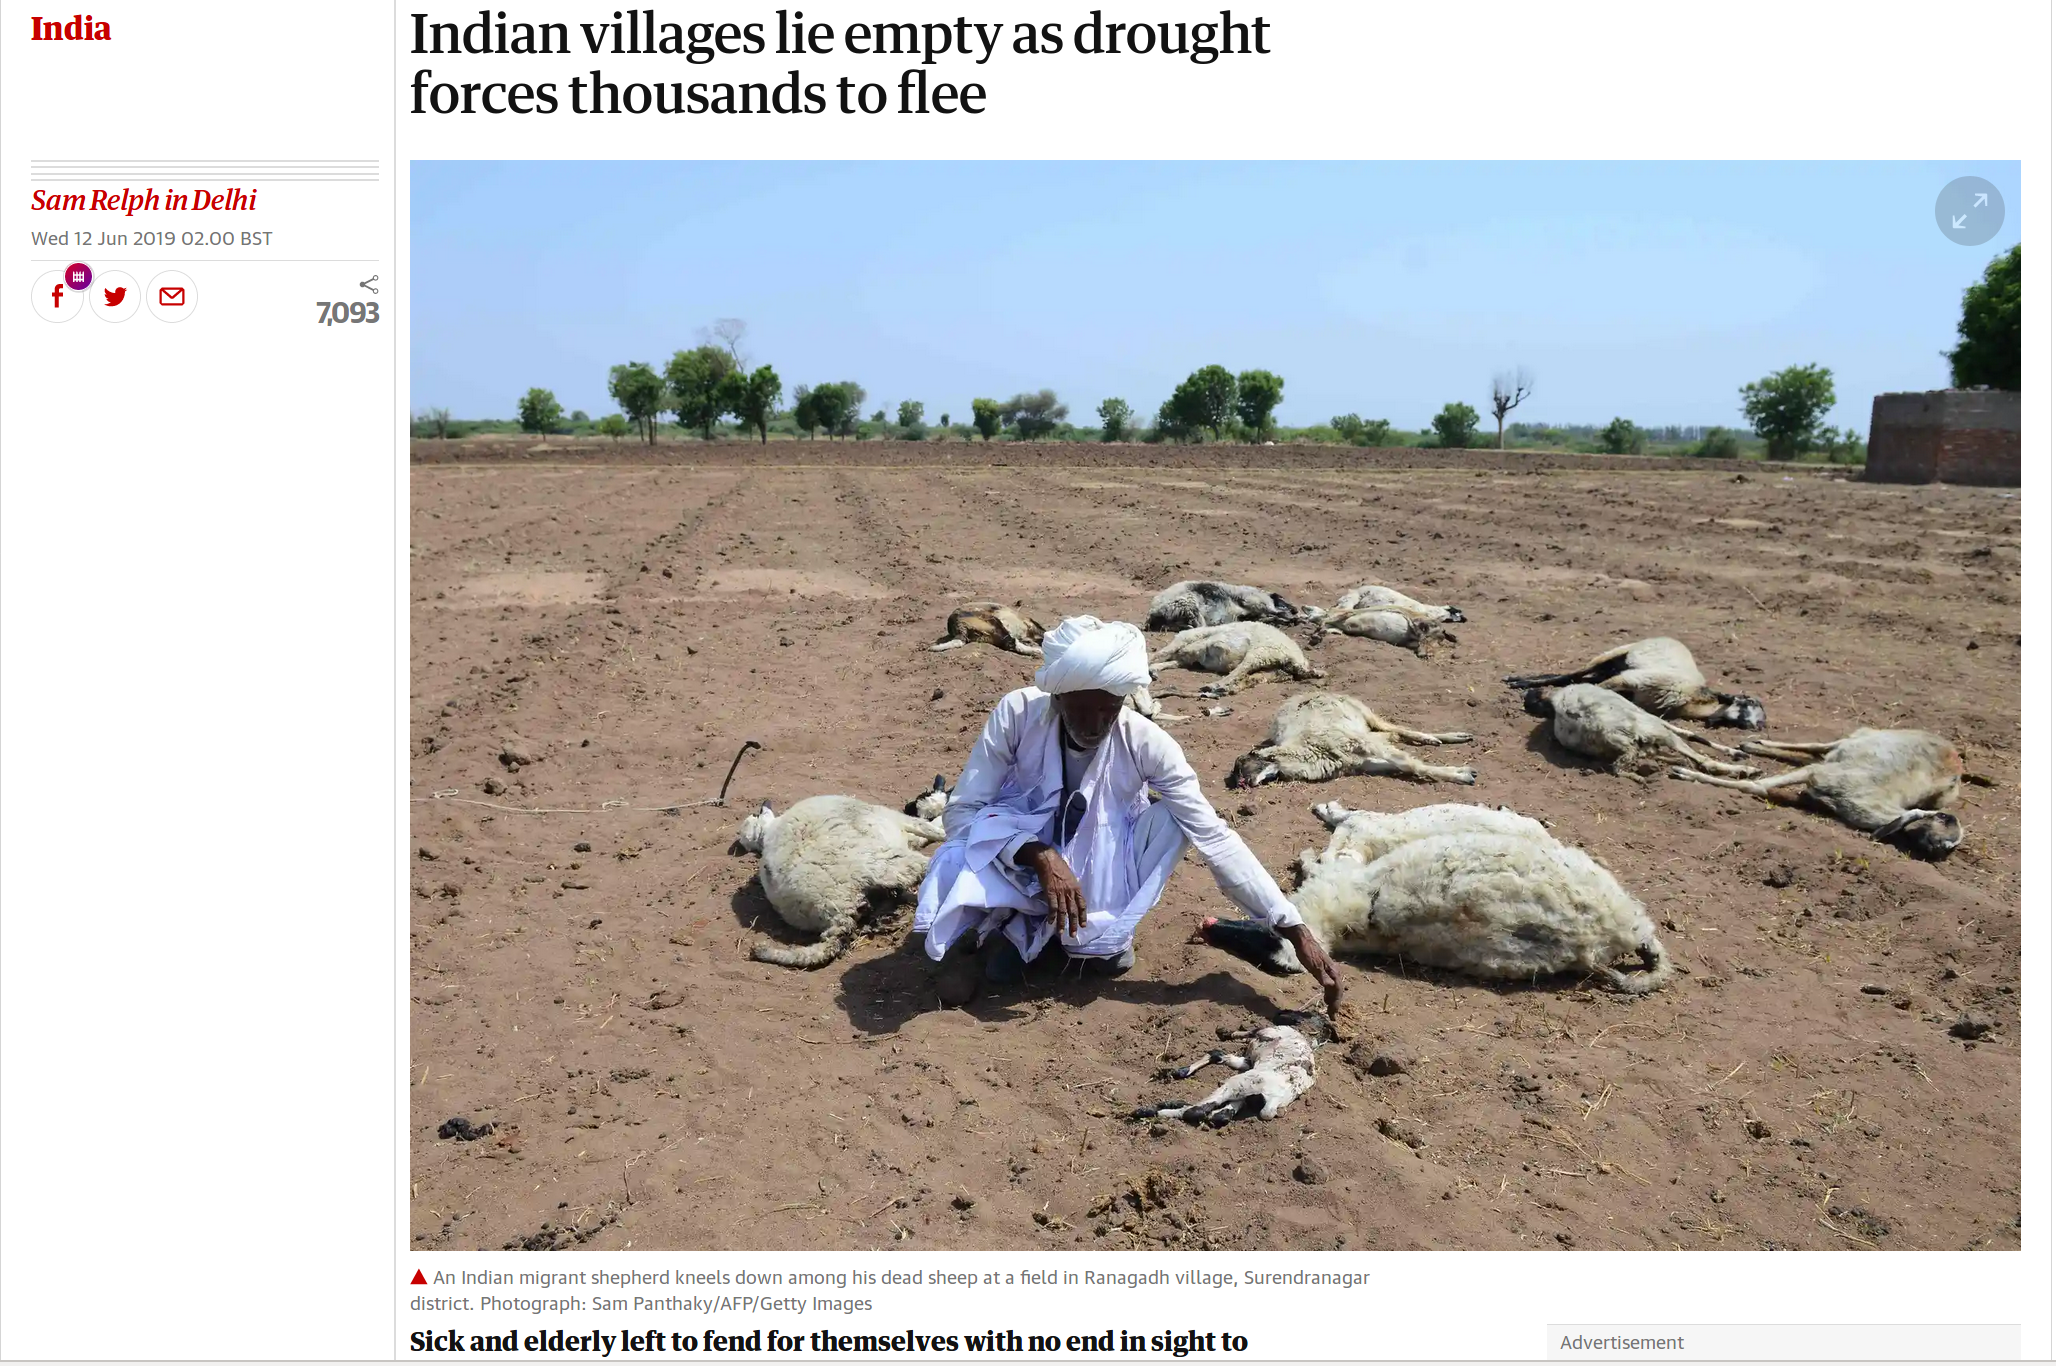 India
Indian villages lie empty as drought
forces thousands to flee
Sam Relph in Delhi
Wed 12 Jun 2019 02.00 BST
7,093
An Indian migrant shepherd kneels down among his dead sheep at a field in Ranagadh village, Surendranagar
district. Photograph: Sam Panthaky/AFP/Getty Images
Sick and elderly left to fend for themselves with no end in sight to
Advertisement